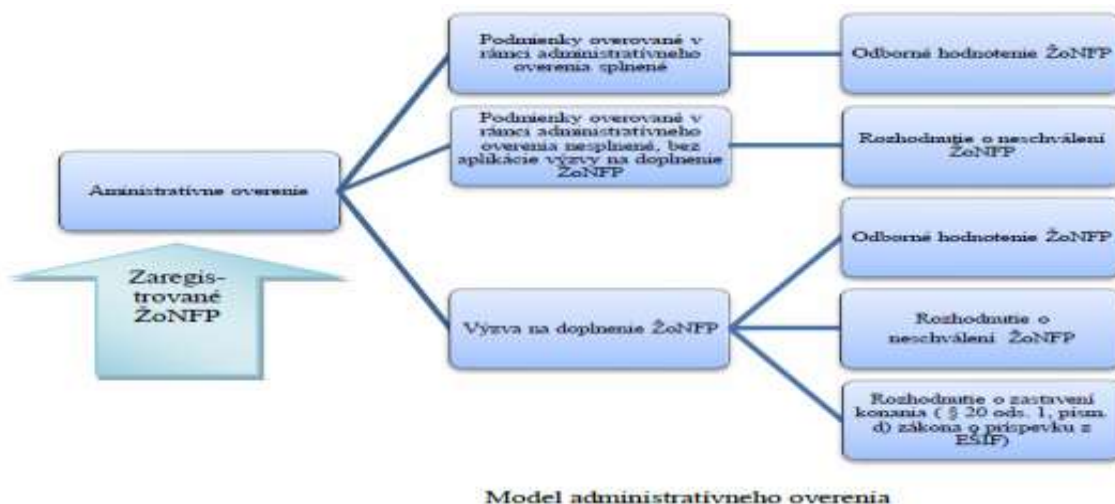 Podmienky overované v
rámci administratívneho
overenia splnené
Odborné hodnotenie ŽoNFP
Podmienky overované v
rámci administratívneho
overenia nesplnené, bez
aplikácie výzvy na doplnenie
ŽoNFP
Rozhodnutie o neschválení
ŽoNFP
Aministratívne overenie
Zaregis-
trované
ŽoNFP
Výzva na doplnenie ŽoNFP
Odborné hodnotenie ŽoNFP
Rozhodnutie o
neschválení ŽoNFP
Rozhodnutie o zastavení
konania ( § 20 ods. 1, písm.
d) zákona o príspevku z
EŠIF)
Model administratívneho overenia